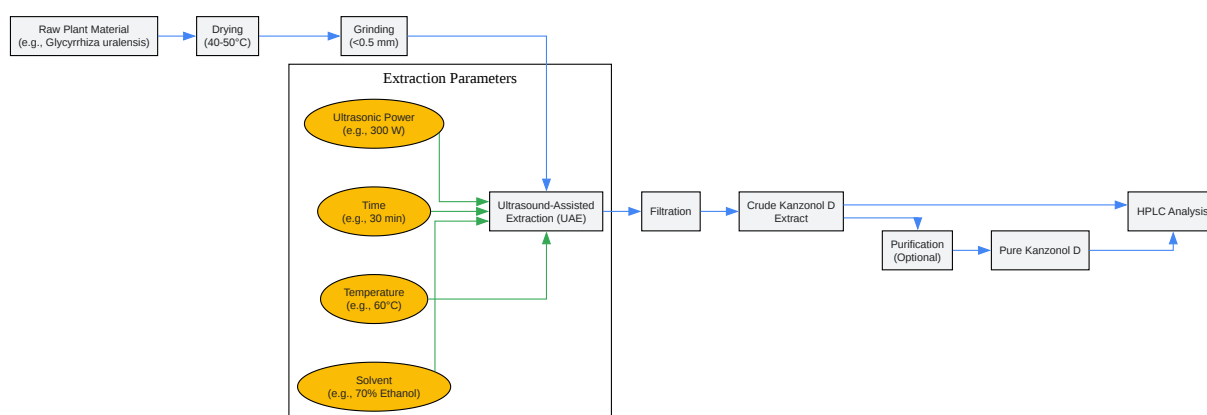 Raw Plant Material
(e.g., Glycyrrhiza uralensis)
Drying
(40-50°C)
Grinding
(<0.5 mm)
Extraction Parameters
Ultrasonic Power
(e.g., 300 W)
Time
(e.g., 30 min)
Temperature
(e.g., 60°C)
Solvent
(e.g., 70% Ethanol)
Ultrasound-Assisted
Extraction (UAE)
Filtration
Crude Kanzonol D
Extract
Purification
(Optional)
Pure Kanzonol D
HPLC Analysis